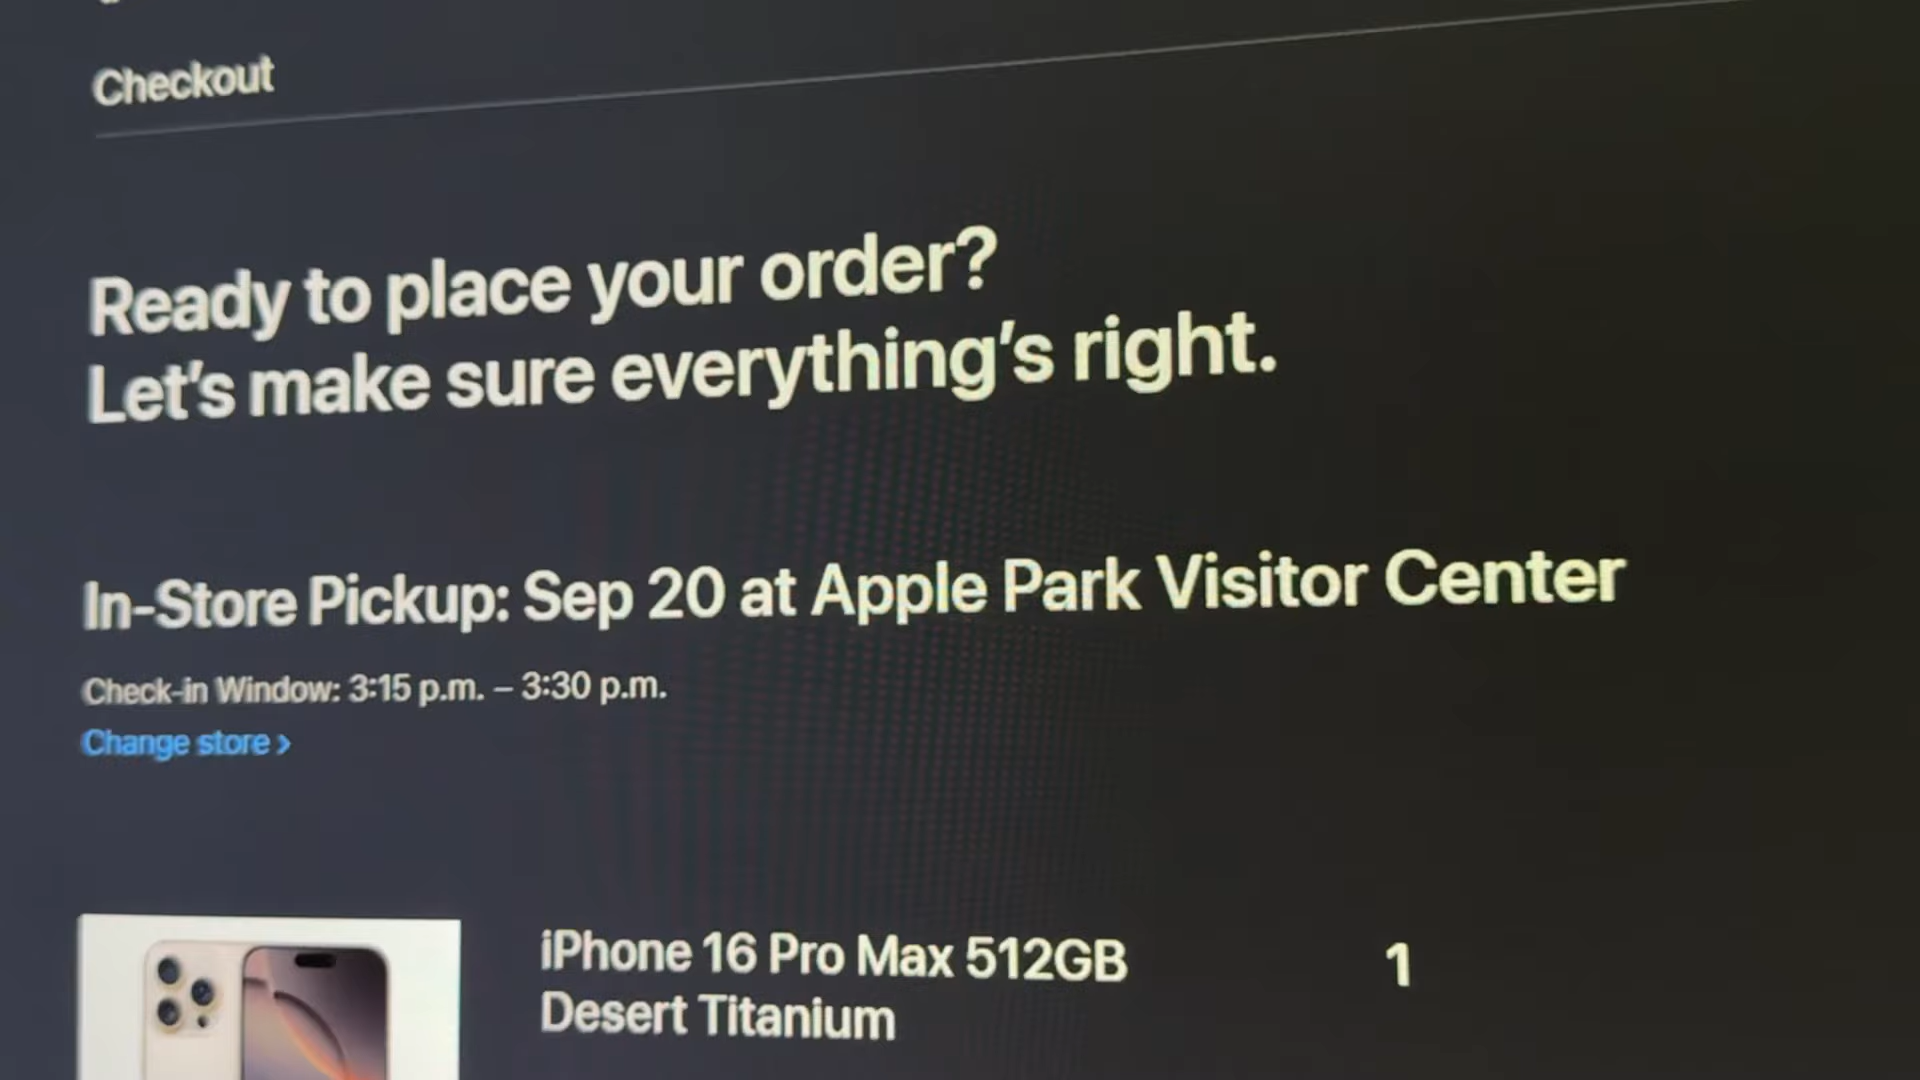 Checkout
Ready to place your order?
Let's make sure everything's right.
In-Store Pickup: Sep 20 at Apple Park Visitor Center
Check-in Window: 3:15 p.m. – 3:30 p.m.
Change store >
iPhone 16 Pro Max 512GB 1
Desert Titanium